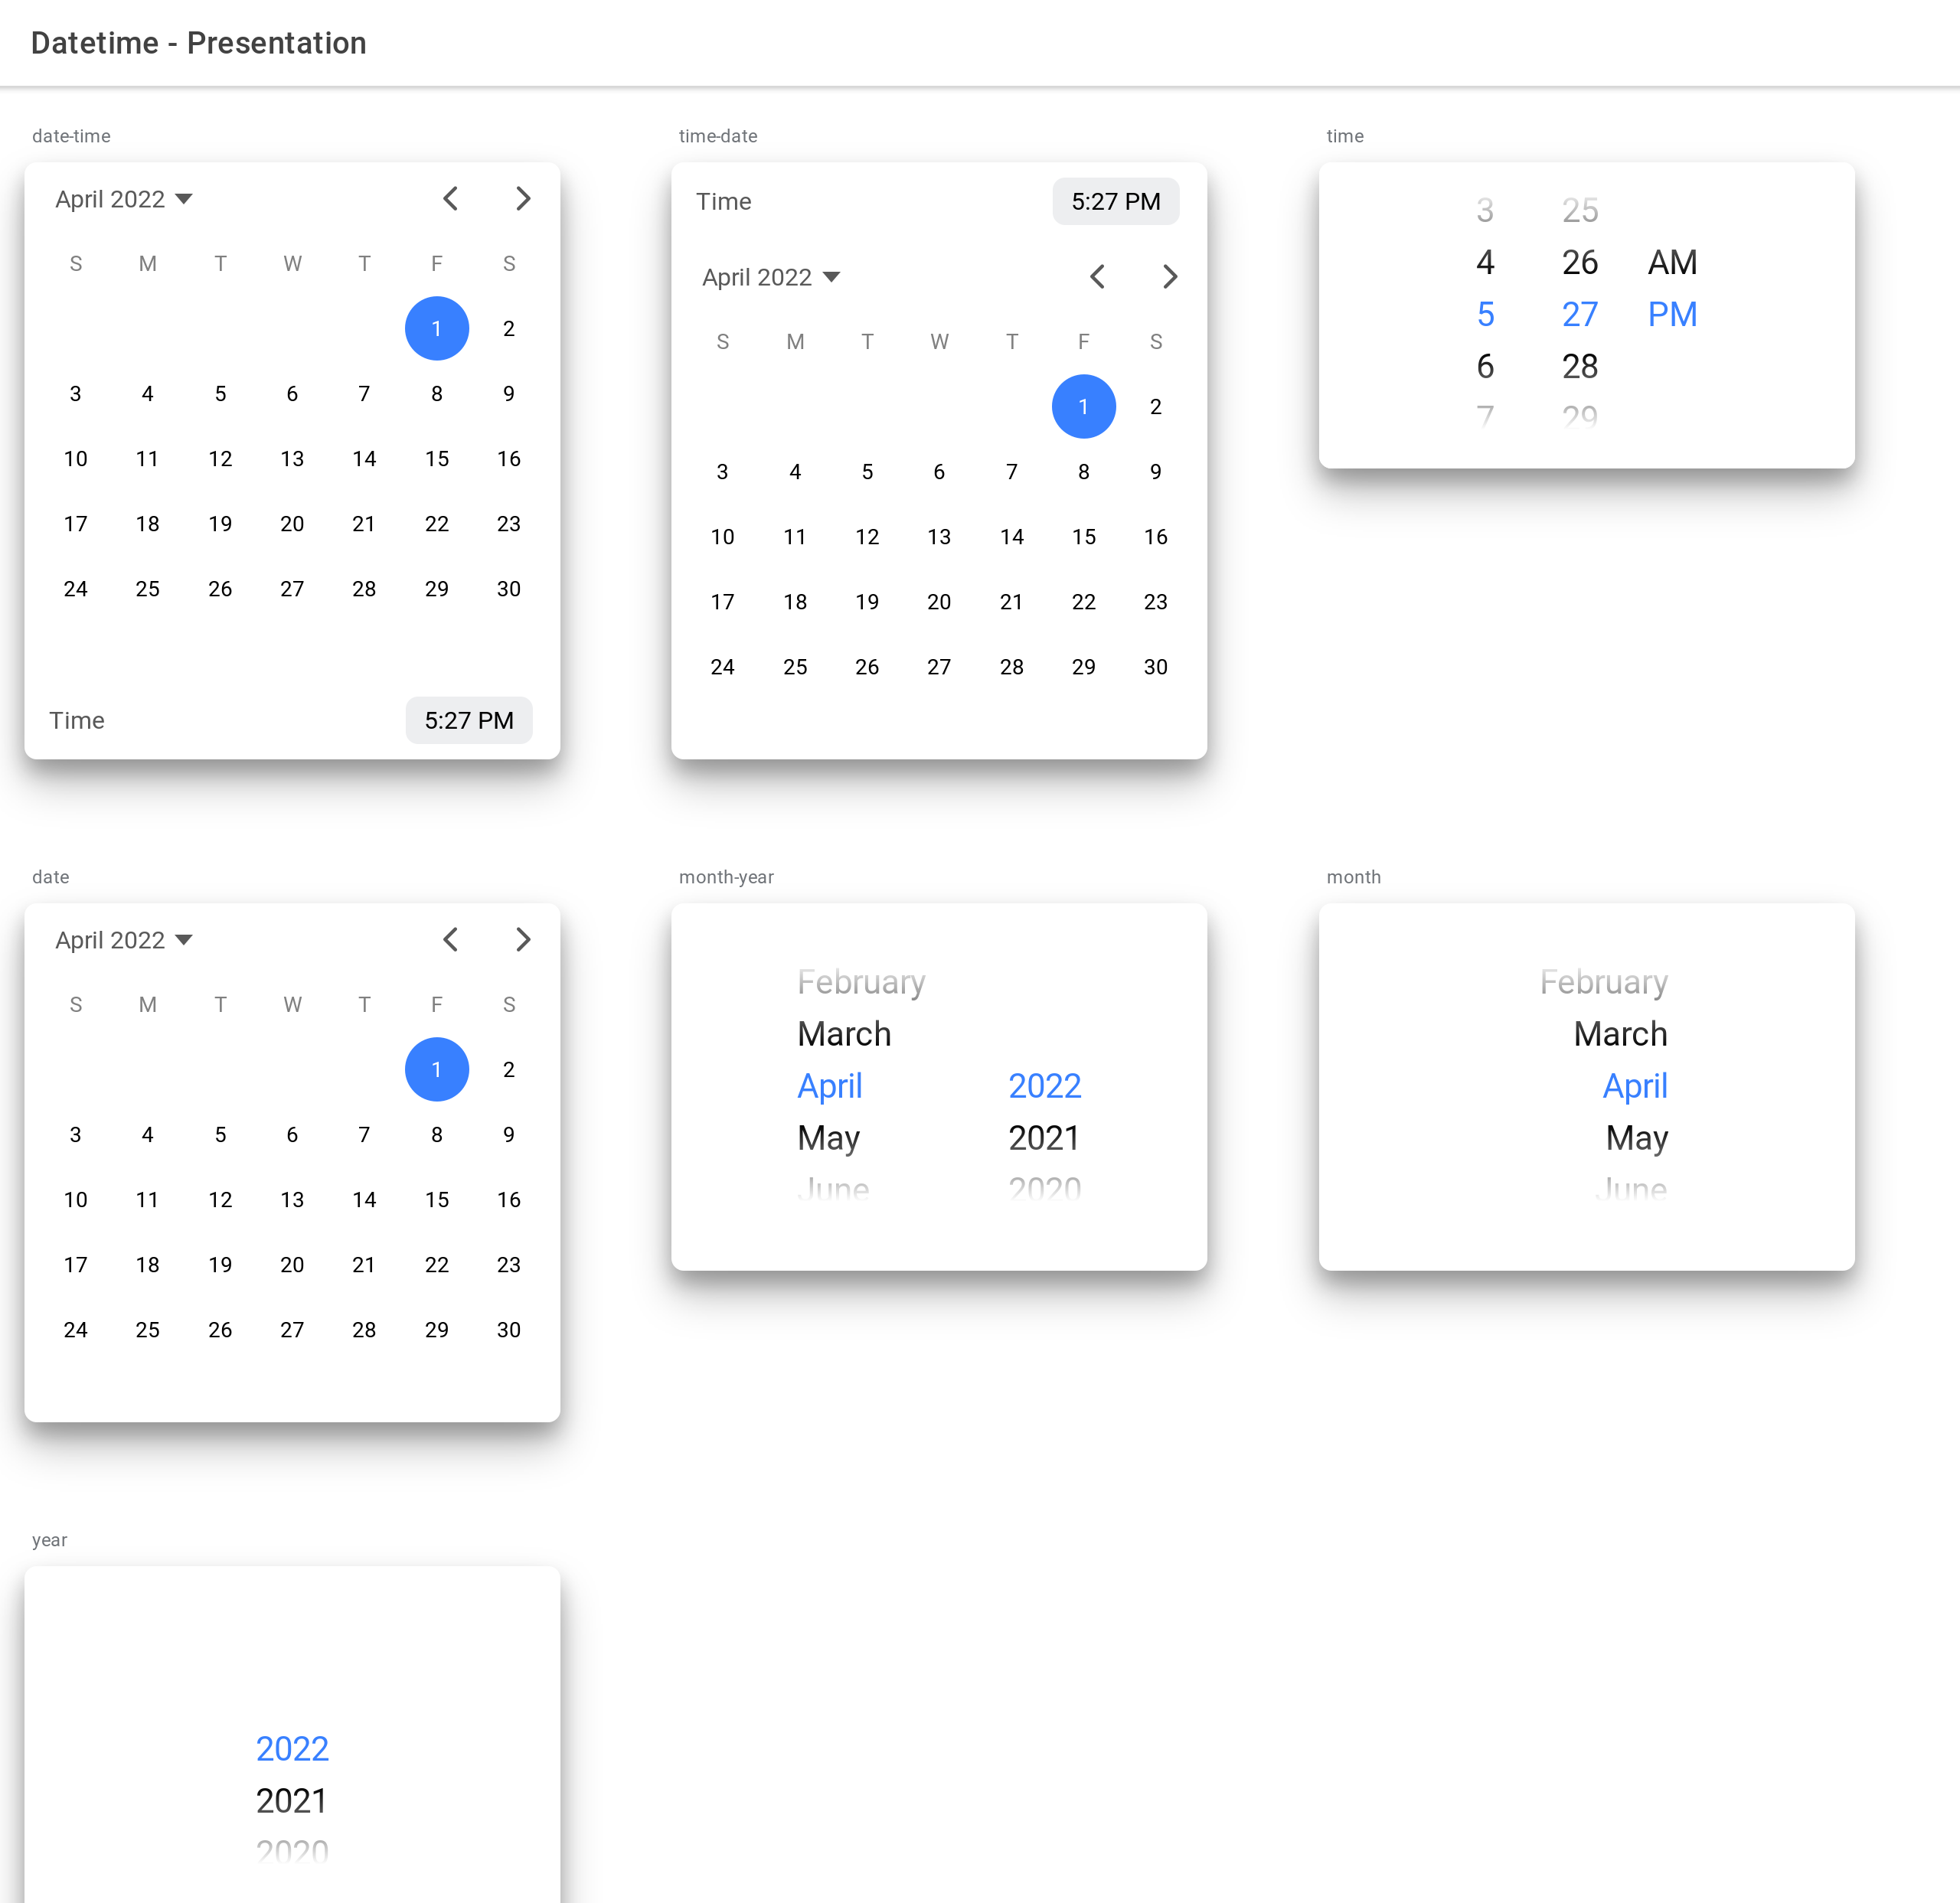 Datetime - Presentation
date-time
April 2022
S M T W T F S
1 2
3 4 5 6 7 8 9
10 11 12 13 14 15 16
17 18 19 20 21 22 23
24 25 26 27 28 29 30
Time 5:27 PM
time-date
Time 5:27 PM
April 2022
S M T W T F S
1 2
3 4 5 6 7 8 9
10 11 12 13 14 15 16
17 18 19 20 21 22 23
24 25 26 27 28 29 30
time
3 25
4 26 AM
5 27 PM
6 28
7 29
date
April 2022
S M T W T F S
1 2
3 4 5 6 7 8 9
10 11 12 13 14 15 16
17 18 19 20 21 22 23
24 25 26 27 28 29 30
month-year
February
March
April 2022
May 2021
June 2020
month
February
March
April
May
June
year
2022
2021
2020